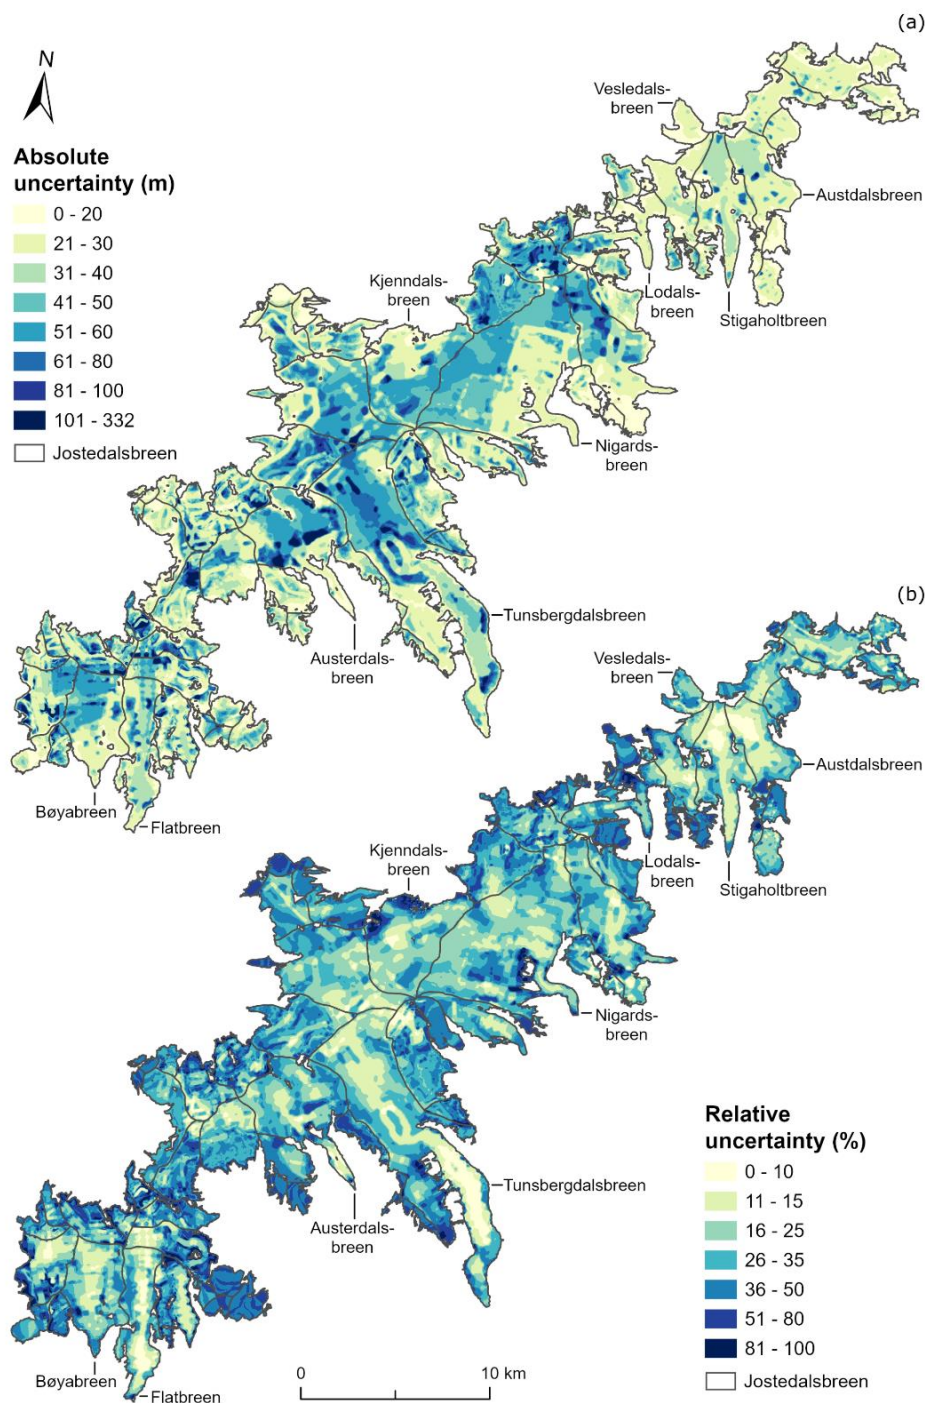 (a)
N
Absolute
uncertainty (m)
0 - 20
21 - 30
31 - 40
41 - 50
51 - 60
61 - 80
81 - 100
101 - 332
Jostedalsbreen
Vesledals-
breen
Austdalsbreen
Kjenndals-
breen
Lodals-
breen
Stigaholtbreen
Nigards-
breen
Tunsbergdalsbreen
Austerdals-
breen
Bøyabreen
Flatbreen
(b)
Vesledals-
breen
Austdalsbreen
Kjenndals-
breen
Lodals-
breen
Stigaholtbreen
Nigards-
breen
Tunsbergdalsbreen
Austerdals-
breen
Bøyabreen
Flatbreen
Relative
uncertainty (%)
0 - 10
11 - 15
16 - 25
26 - 35
36 - 50
51 - 80
81 - 100
Jostedalsbreen
0 10 km